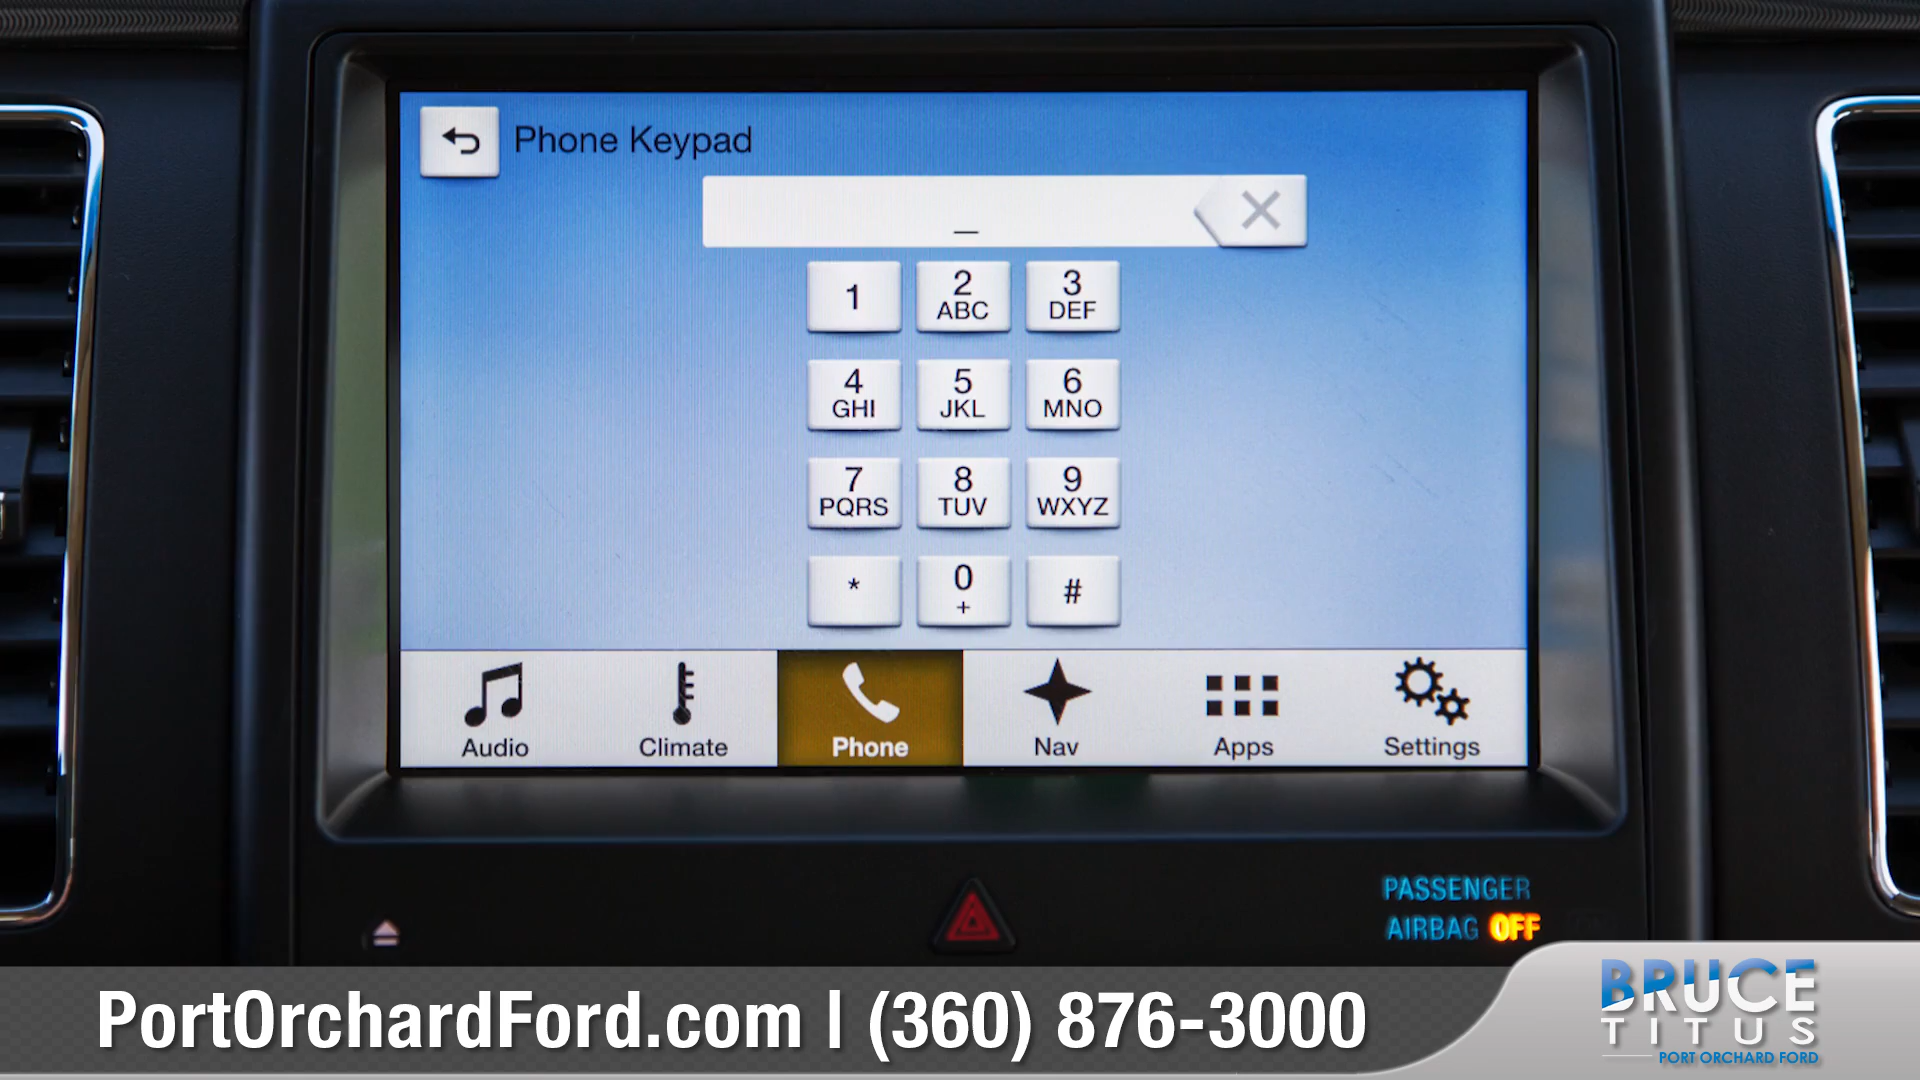 Phone Keypad
_
1
2
ABC
3
DEF
4
GHI
5
JKL
6
MNO
7
PQRS
8
TUV
9
WXYZ
*
0
+
#
Audio
Climate
Phone
Nav
Apps
Settings
PASSENGER
AIRBAG OFF
PortOrchardFord.com | (360) 876-3000
BRUCE
TITUS
PORT ORCHARD FORD